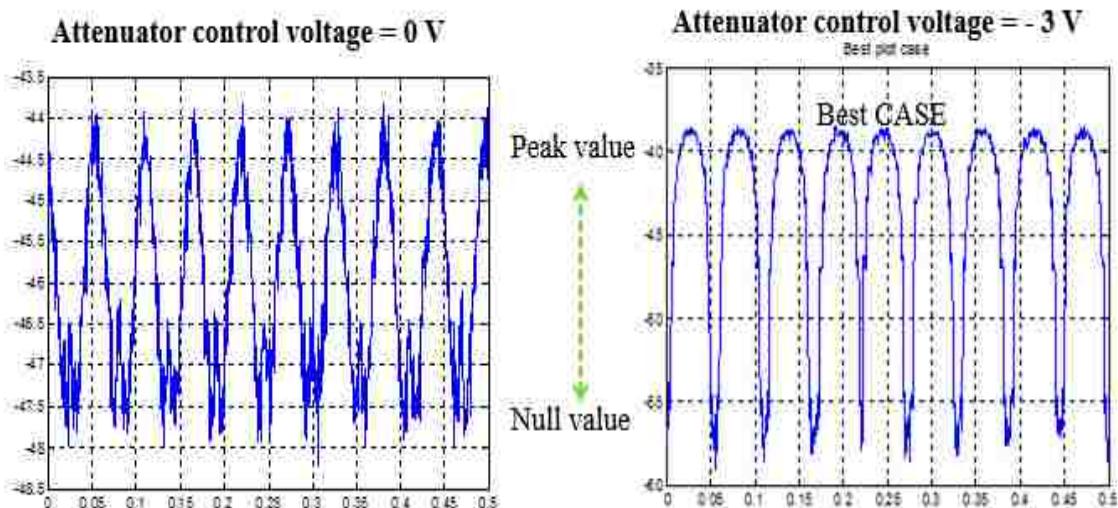 Attenuator control voltage = 0 V
-43.5
-44
-44.5
-45
-45.5
-46
-46.5
-47
-47.5
-48
-48.5
0 0.05 0.1 0.15 0.2 0.25 0.3 0.35 0.4 0.45 0.5
Peak value
Null value
Attenuator control voltage = - 3 V
Best plot case
Best CASE
-35
-40
-45
-50
-55
-60
0 0.05 0.1 0.15 0.2 0.25 0.3 0.35 0.4 0.45 0.5